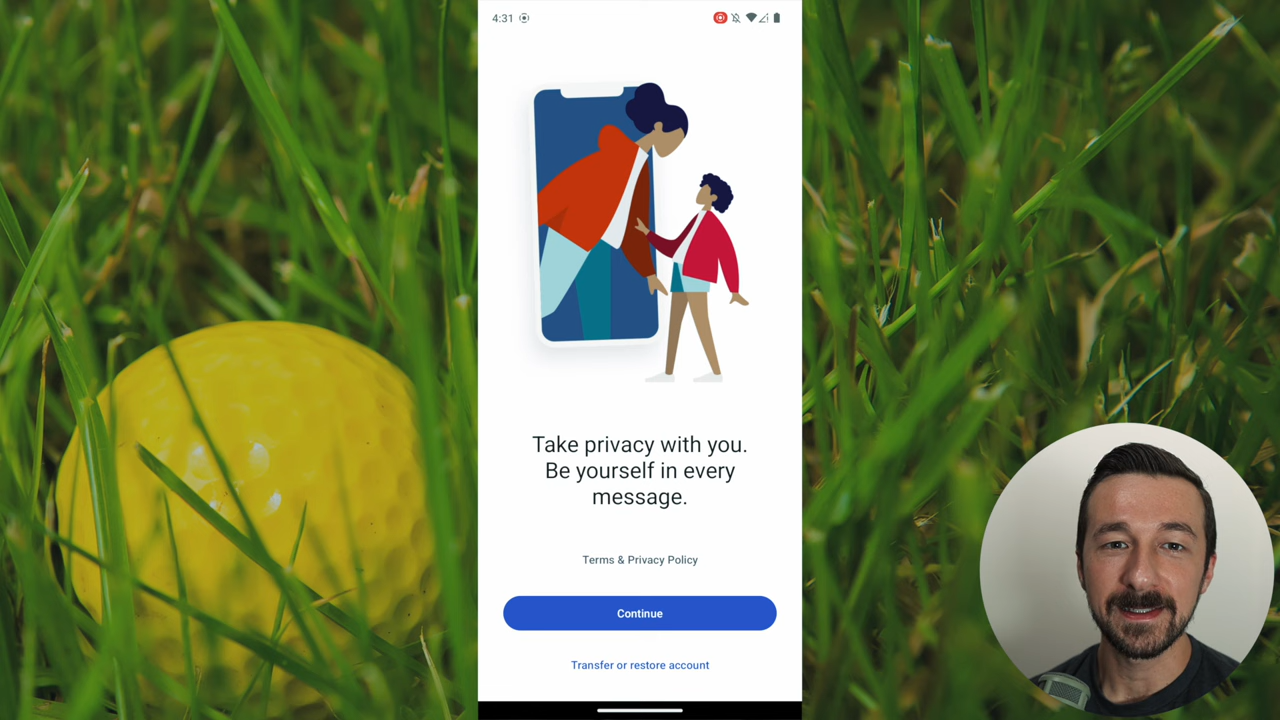 4:31
Take privacy with you.
Be yourself in every
message.
Terms & Privacy Policy
Continue
Transfer or restore account